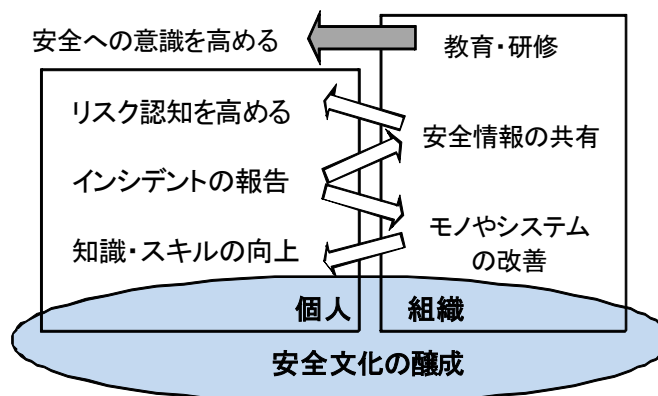 安全への意識を高める
教育・研修
リスク認知を高める
安全情報の共有
インシデントの報告
知識・スキルの向上
モノやシステム
の改善
個人
組織
安全文化の醸成